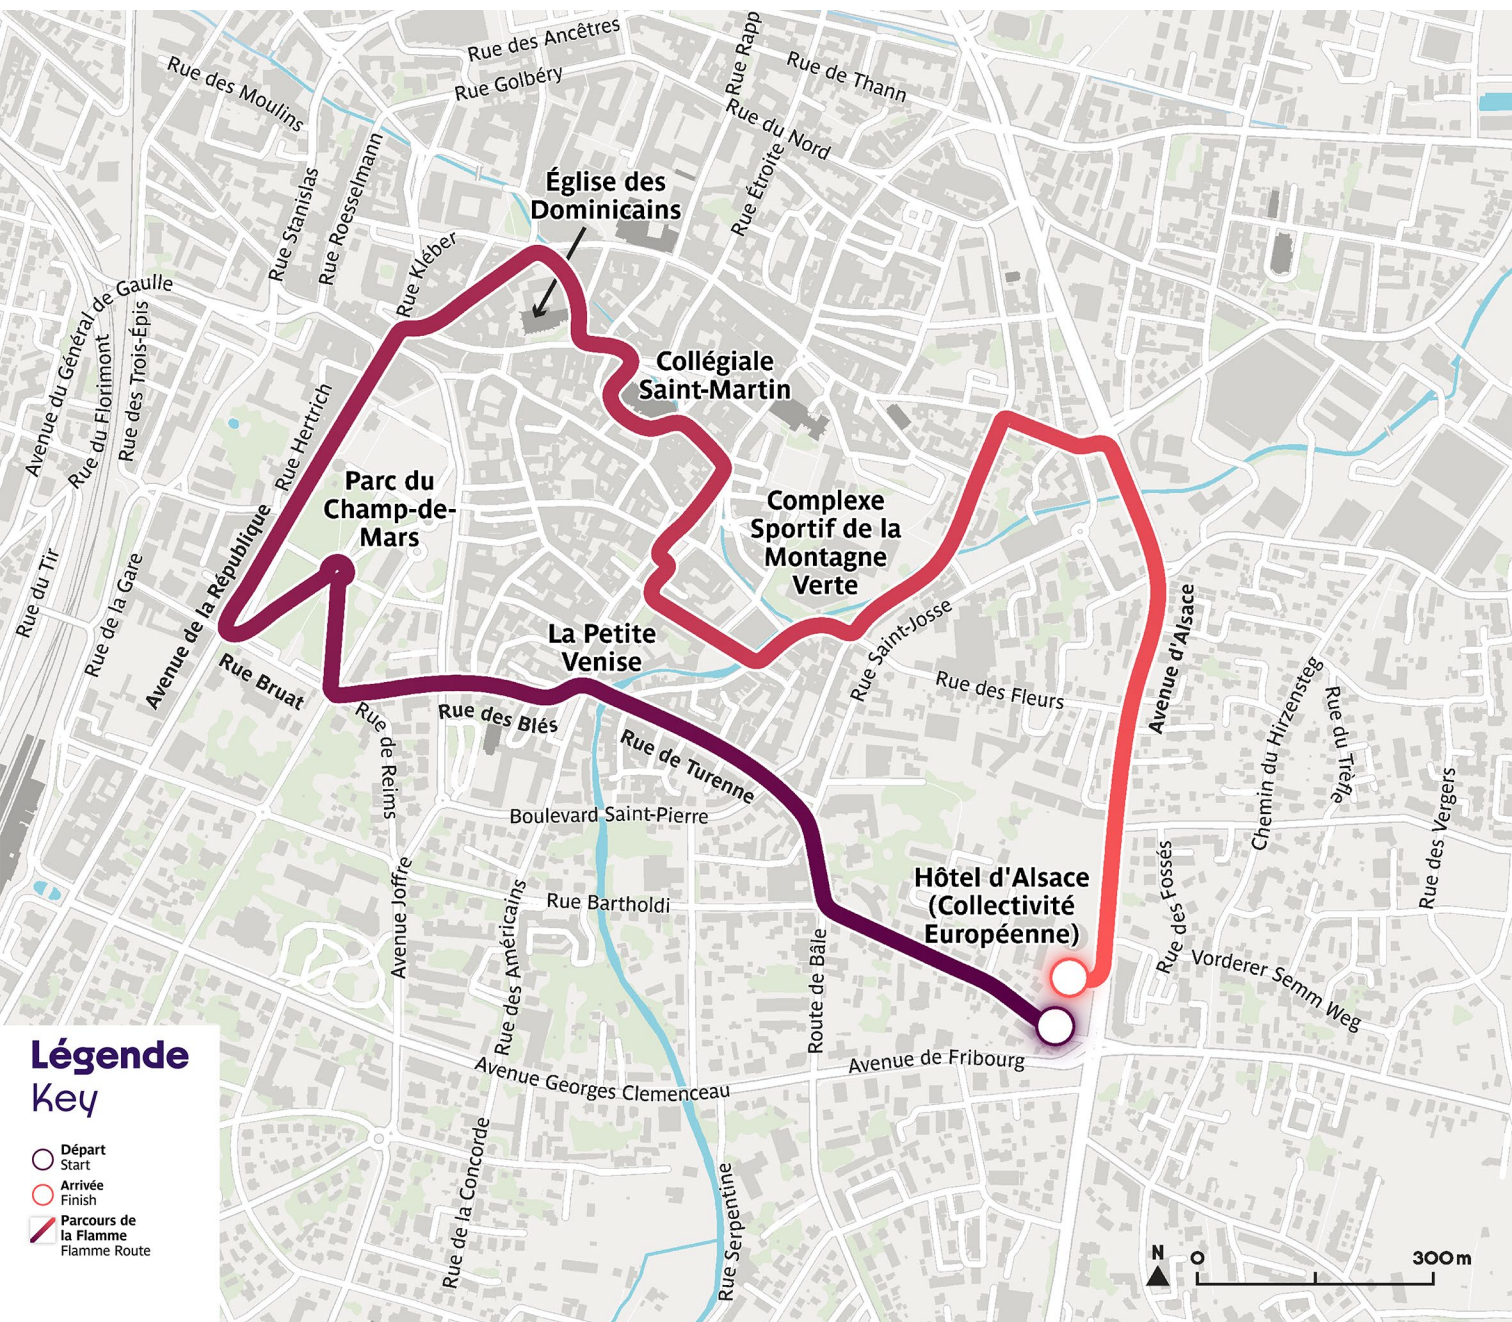 Rue des Ancêtres
Rue Golbéry
Rue Rapp
Rue de Thann
Rue des Moulins
Rue du Nord
Rue Étroite
Rue Stanislas
Rue Roesselmann
Rue Kléber
Église des
Dominicains
Avenue du Général de Gaulle
Rue du Florimont
Rue des Trois-Épis
Rue Hertrich
Collégiale
Saint-Martin
Parc du
Champ-de-
Mars
Complexe
Sportif de la
Montagne
Verte
Rue du Tir
Rue de la Gare
Avenue de la République
Rue Bruat
La Petite
Venise
Rue Saint-Josse
Rue des Fleurs
Avenue d'Alsace
Chemin du Hirzensteg
Rue du Trèfle
Rue des Vergers
Rue de Reims
Rue des Blés
Rue de Turenne
Boulevard Saint-Pierre
Rue Bartholdi
Avenue Joffre
Rue des Américains
Route de Bâle
Hôtel d'Alsace
(Collectivité
Européenne)
Rue des Fossés
Vorderer Semm Weg
Avenue de Fribourg
Avenue Georges Clemenceau
Rue de la Concorde
Rue Serpentine
Légende
Key
Départ
Start
Arrivée
Finish
Parcours de
la Flamme
Flamme Route
N
0 300 m